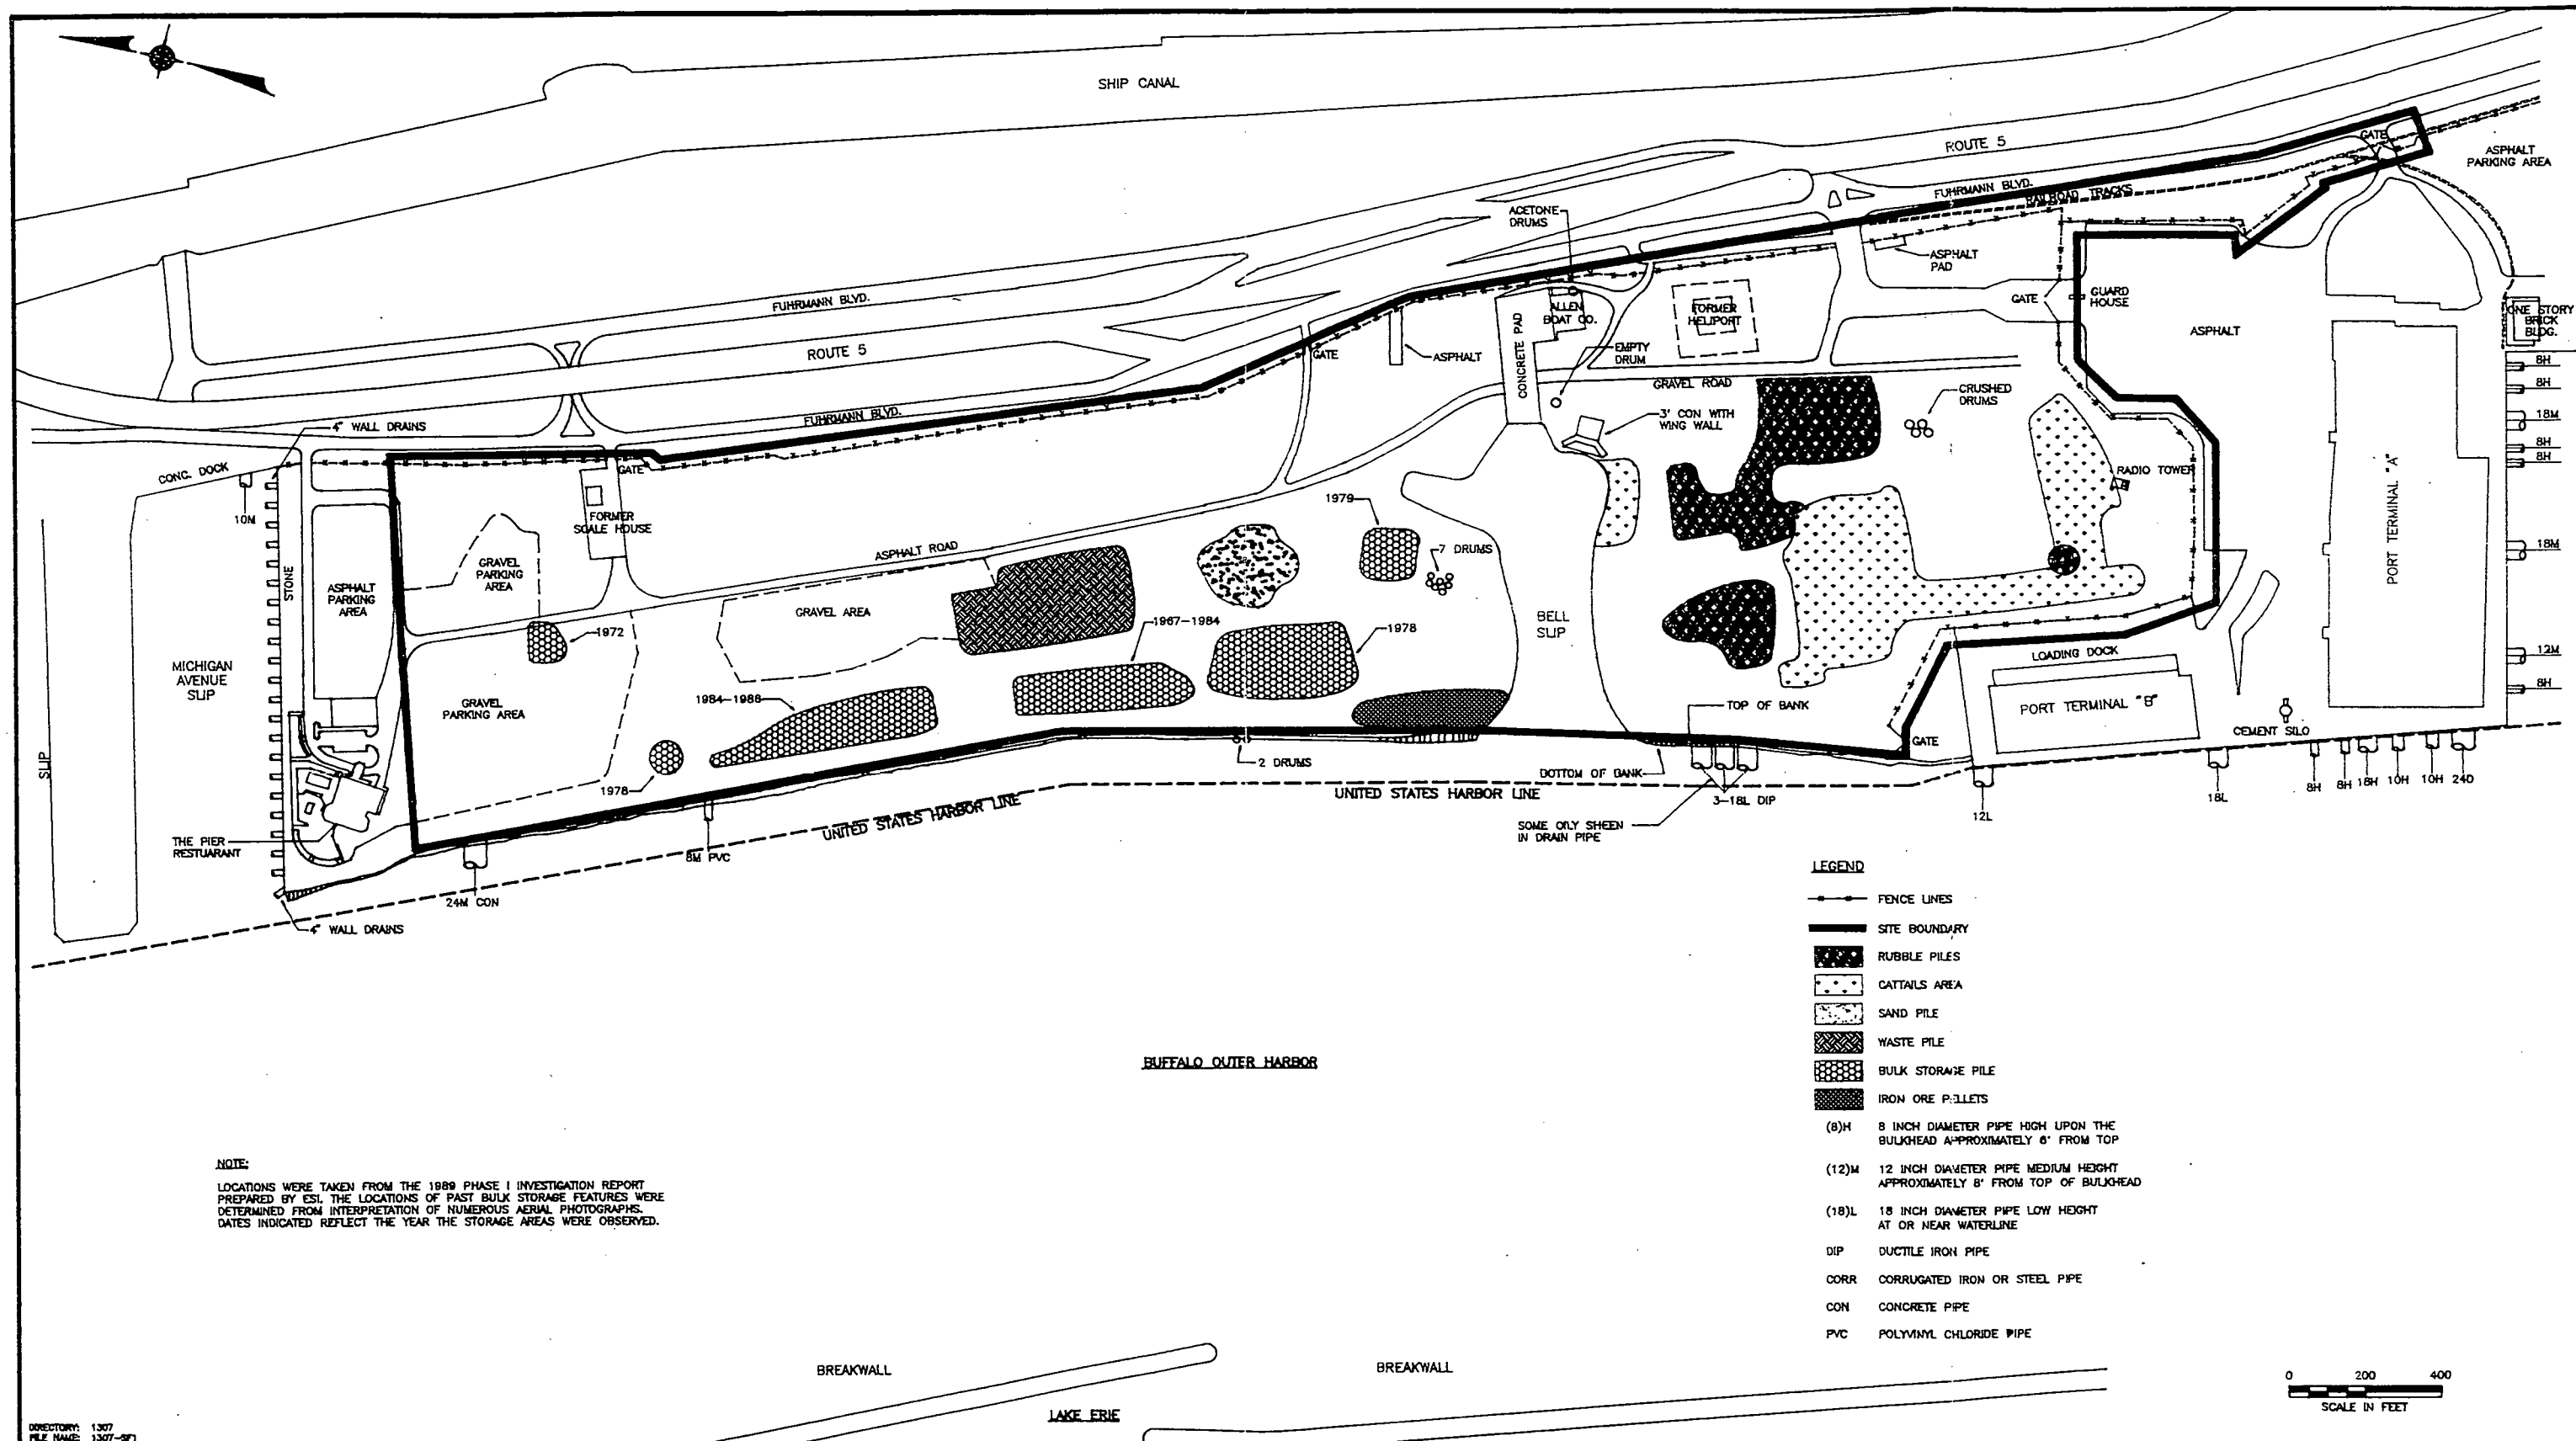 SHIP CANAL
ROUTE 5
GATE
ASPHALT
PARKING AREA
FUHRMANN BLVD.
RAILROAD TRACKS
ACETONE
DRUMS
ASPHALT
PAD
GATE
GUARD
HOUSE
ASPHALT
ONE STORY
BRICK
BLDG.
FUHRMANN BLVD.
ROUTE 5
FUHRMANN BLVD.
GATE
ASPHALT
CONCRETE PAD
ALLEN
BOAT CO.
EMPTY
DRUM
FORMER
HELIPORT
GRAVEL ROAD
3' CON WITH
WING WALL
CRUSHED
DRUMS
RADIO TOWER
8H
8H
18M
8H
8H
18M
12M
8H
PORT TERMINAL "A"
4" WALL DRAINS
CONC. DOCK
10M
STONE
GATE
FORMER
SCALE HOUSE
GRAVEL
PARKING
AREA
ASPHALT
PARKING
AREA
ASPHALT ROAD
GRAVEL AREA
1979
7 DRUMS
1972
1967-1984
1978
BELL
SLIP
MICHIGAN
AVENUE
SLIP
SLIP
GRAVEL
PARKING AREA
1984-1988
1978
2 DRUMS
TOP OF BANK
BOTTOM OF BANK
GATE
LOADING DOCK
PORT TERMINAL "B"
CEMENT SILO
THE PIER
RESTUARANT
24M CON
8M PVC
UNITED STATES HARBOR LINE
UNITED STATES HARBOR LINE
3-18L DIP
SOME OILY SHEEN
IN DRAIN PIPE
12L
18L
8H
8H
18H
10H
10H
24D
4" WALL DRAINS
LEGEND
FENCE LINES
SITE BOUNDARY
RUBBLE PILES
CATTAILS AREA
SAND PILE
WASTE PILE
BULK STORAGE PILE
IRON ORE PELLETS
(8)H 8 INCH DIAMETER PIPE HIGH UPON THE
BULKHEAD APPROXIMATELY 6' FROM TOP
(12)M 12 INCH DIAMETER PIPE MEDIUM HEIGHT
APPROXIMATELY 8' FROM TOP OF BULKHEAD
(18)L 18 INCH DIAMETER PIPE LOW HEIGHT
AT OR NEAR WATERLINE
DIP DUCTILE IRON PIPE
CORR CORRUGATED IRON OR STEEL PIPE
CON CONCRETE PIPE
PVC POLYVINYL CHLORIDE PIPE
BUFFALO OUTER HARBOR
NOTE:
LOCATIONS WERE TAKEN FROM THE 1989 PHASE I INVESTIGATION REPORT
PREPARED BY ESI. THE LOCATIONS OF PAST BULK STORAGE FEATURES WERE
DETERMINED FROM INTERPRETATION OF NUMEROUS AERIAL PHOTOGRAPHS.
DATES INDICATED REFLECT THE YEAR THE STORAGE AREAS WERE OBSERVED.
BREAKWALL
BREAKWALL
LAKE ERIE
0 200 400
SCALE IN FEET
DIRECTORY: 1307
FILE NAME: 1307-SF1